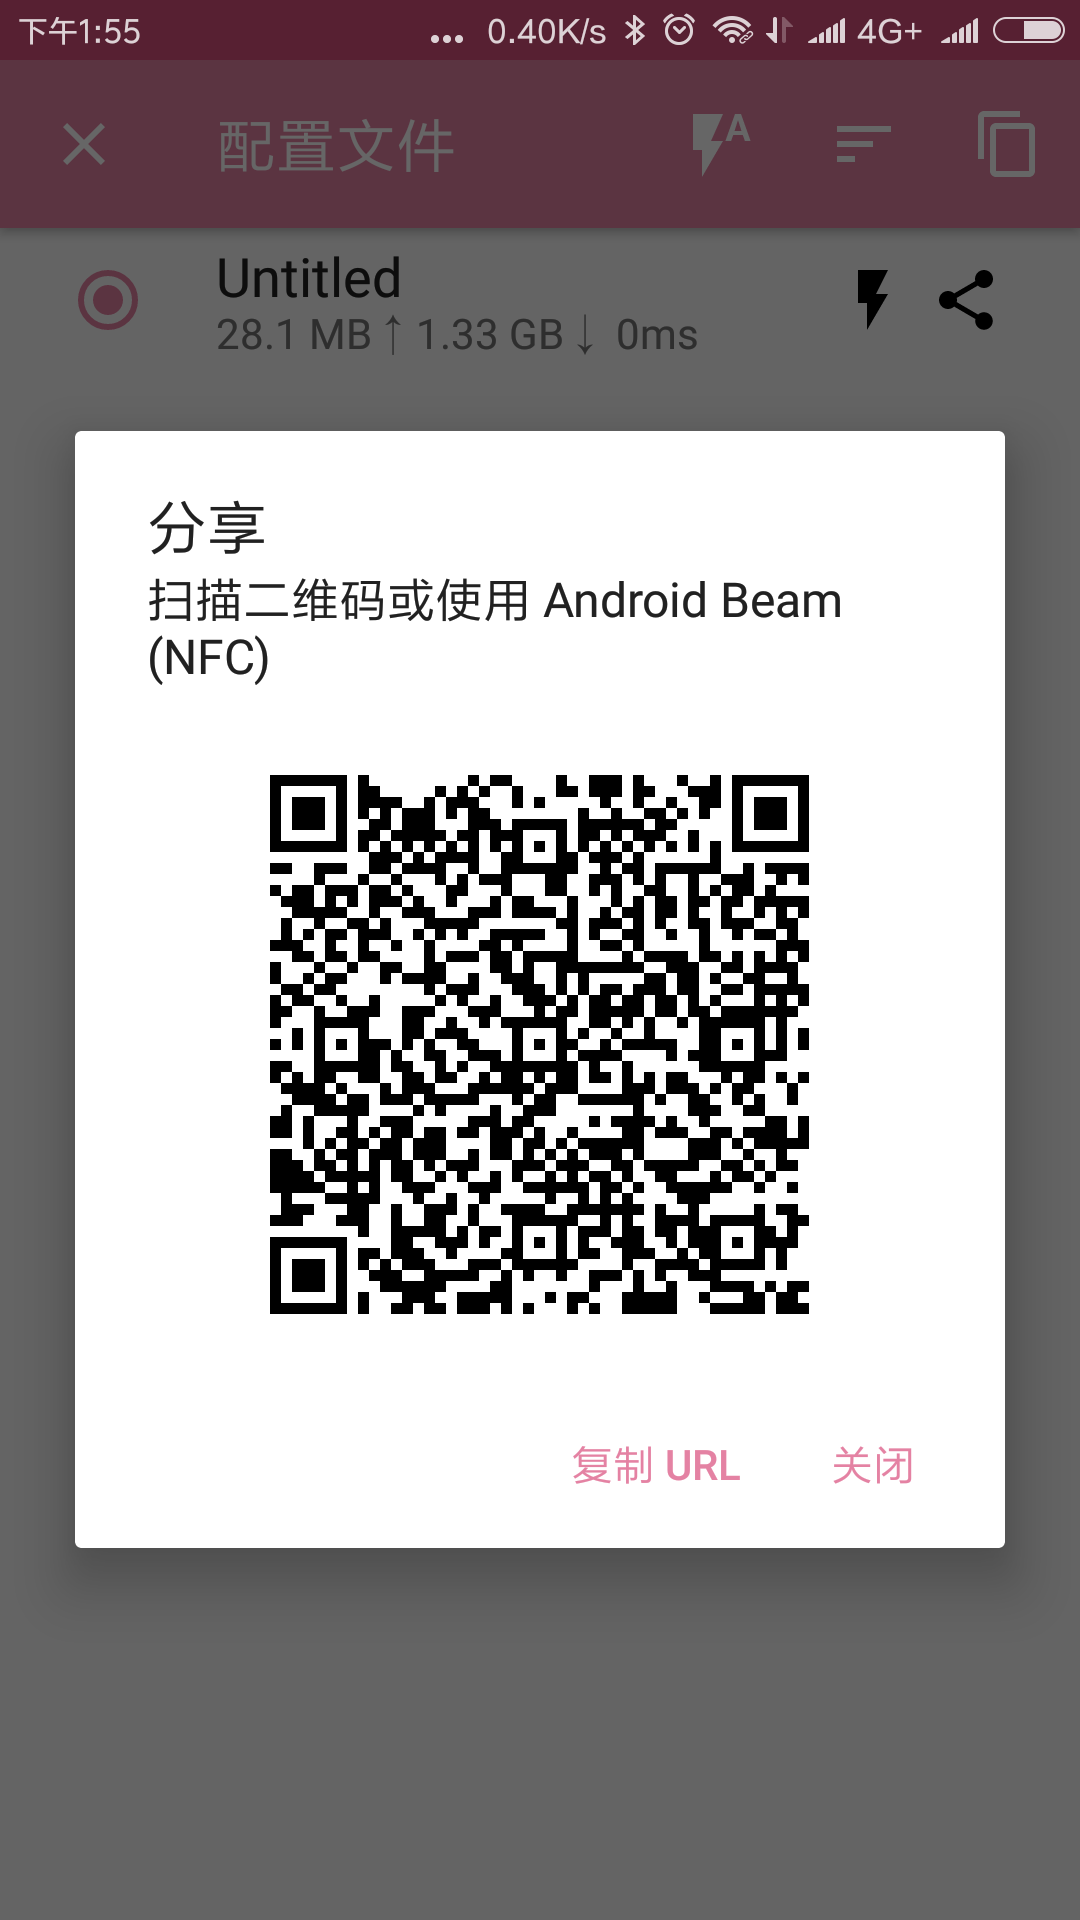 下午1:55
... 0.40K/s 4G+
配置文件
A
Untitled
28.1 MB↑ 1.33 GB↓ 0ms
分享
扫描二维码或使用 Android Beam
(NFC)
复制 URL 关闭